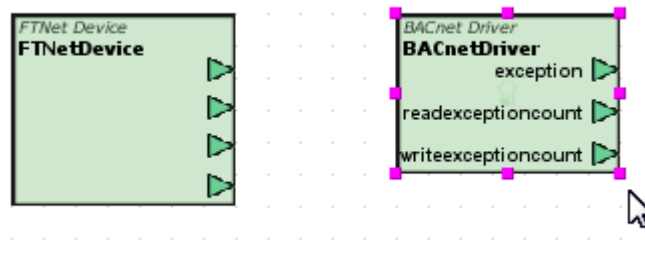 FTNet Device
FTNetDevice
BACnet Driver
BACnetDriver
exception
readexceptioncount
writeexceptioncount